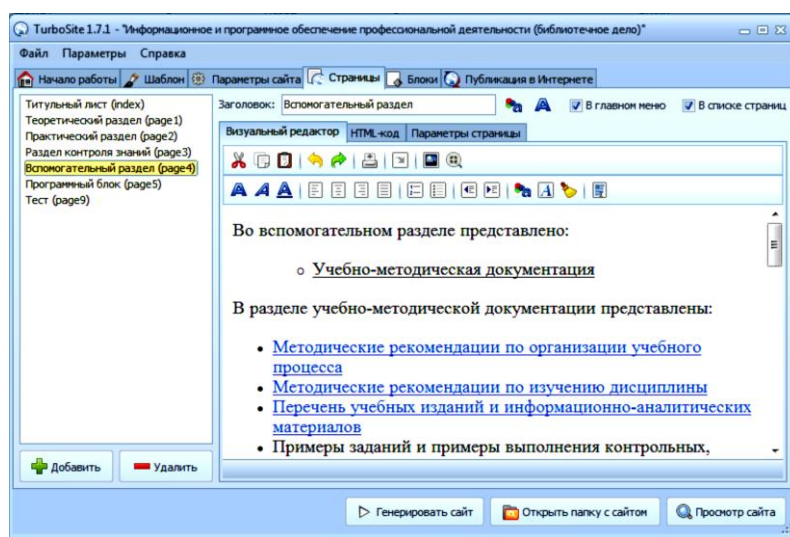 TurboSite 1.7.1 - "Информационное и программное обеспечение профессиональной деятельности (библиотечное дело)"
Файл Параметры Справка
Начало работы Шаблон Параметры сайта Страницы Блоки Публикация в Интернете
Титульный лист (index)
Теоретический раздел (page1)
Практический раздел (page2)
Раздел контроля знаний (page3)
Вспомогательный раздел (page4)
Программный блок (page5)
Тест (page9)
Добавить Удалить
Заголовок: Вспомогательный раздел В главном меню В списке страниц
Визуальный редактор HTML-код Параметры страницы
Во вспомогательном разделе представлено:
Учебно-методическая документация
В разделе учебно-методической документации представлены:
Методические рекомендации по организации учебного
процесса
Методические рекомендации по изучению дисциплины
Перечень учебных изданий и информационно-аналитических
материалов
Примеры заданий и примеры выполнения контрольных,
Генерировать сайт Открыть папку с сайтом Просмотр сайта